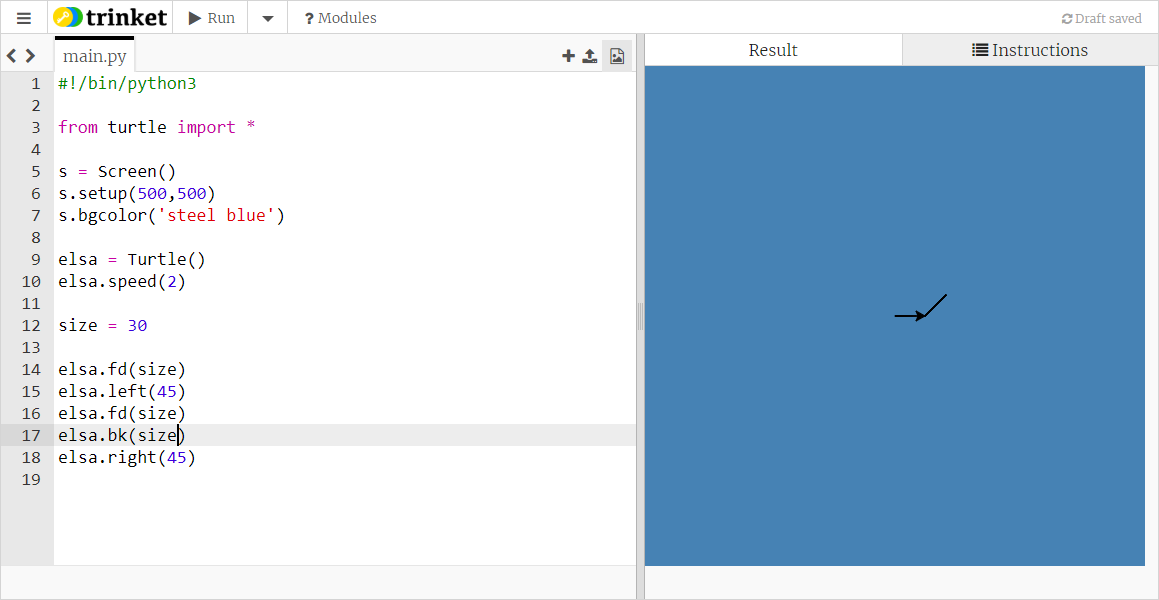 trinket Run ? Modules Draft saved
main.py
Result Instructions
1 #!/bin/python3
2
3 from turtle import *
4
5 s = Screen()
6 s.setup(500,500)
7 s.bgcolor('steel blue')
8
9 elsa = Turtle()
10 elsa.speed(2)
11
12 size = 30
13
14 elsa.fd(size)
15 elsa.left(45)
16 elsa.fd(size)
17 elsa.bk(size)
18 elsa.right(45)
19